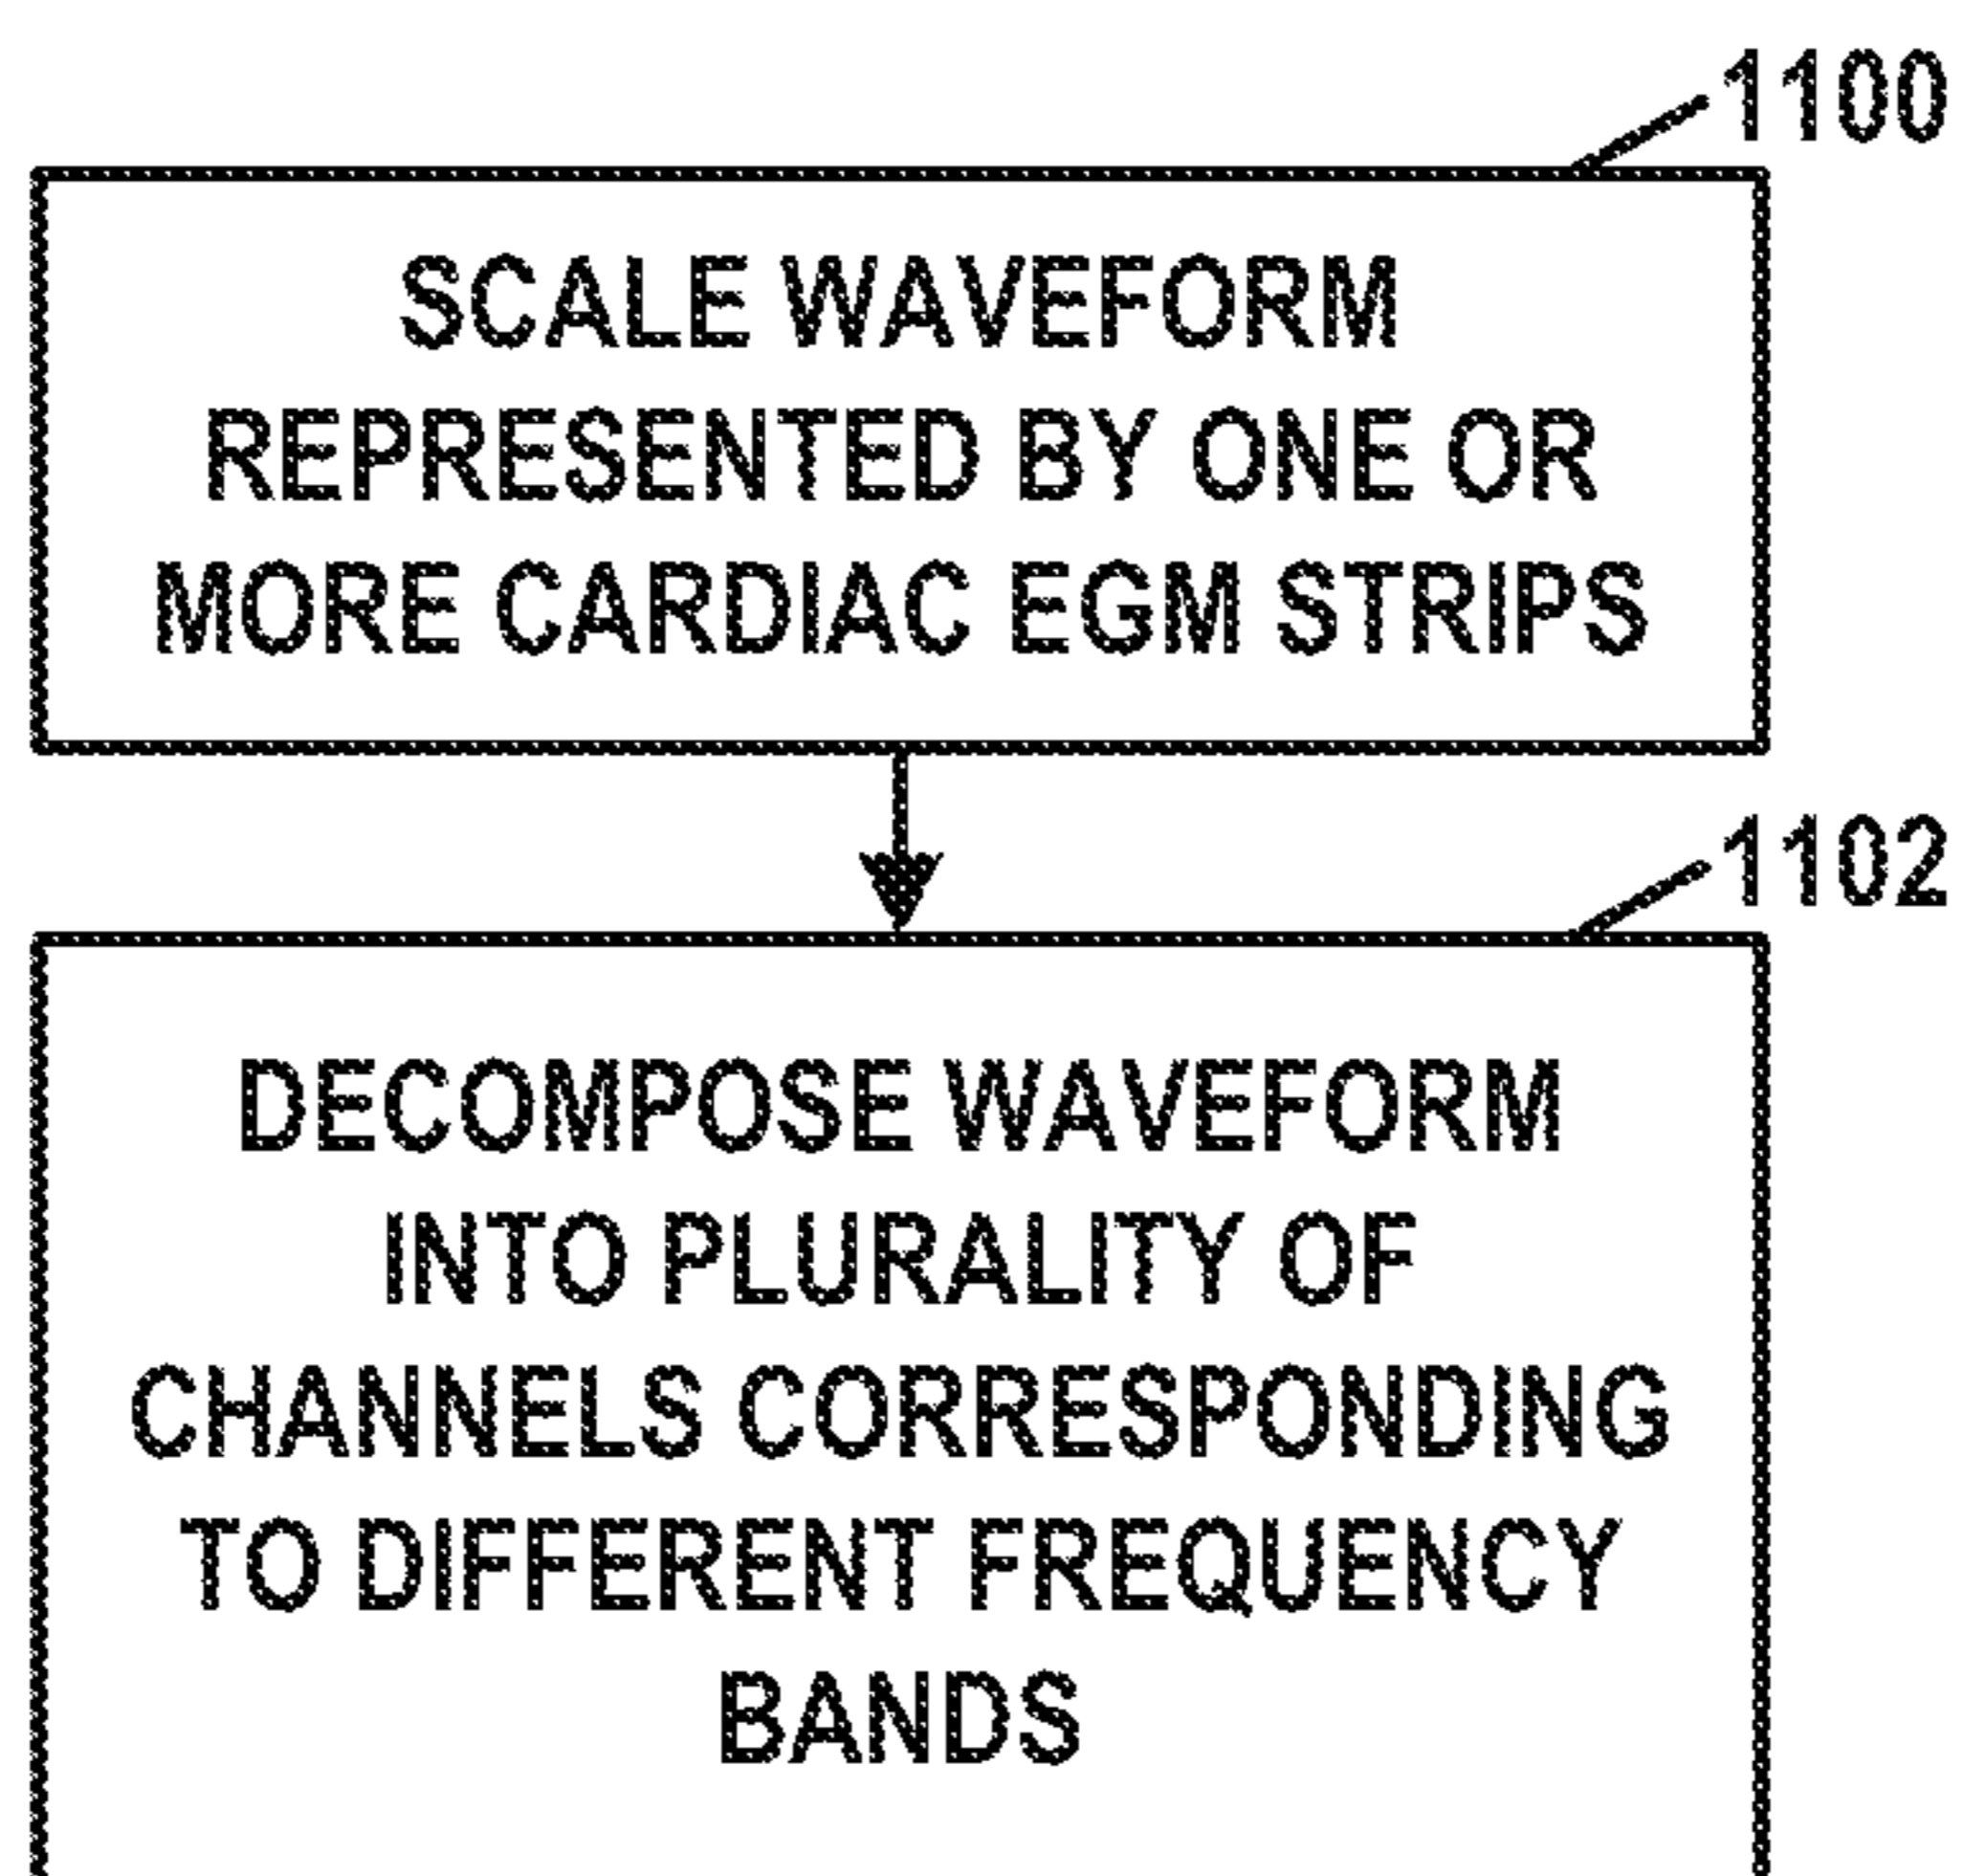 1100
SCALE WAVEFORM
REPRESENTED BY ONE OR
MORE CARDIAC EGM STRIPS
1102
DECOMPOSE WAVEFORM
INTO PLURALITY OF
CHANNELS CORRESPONDING
TO DIFFERENT FREQUENCY
BANDS